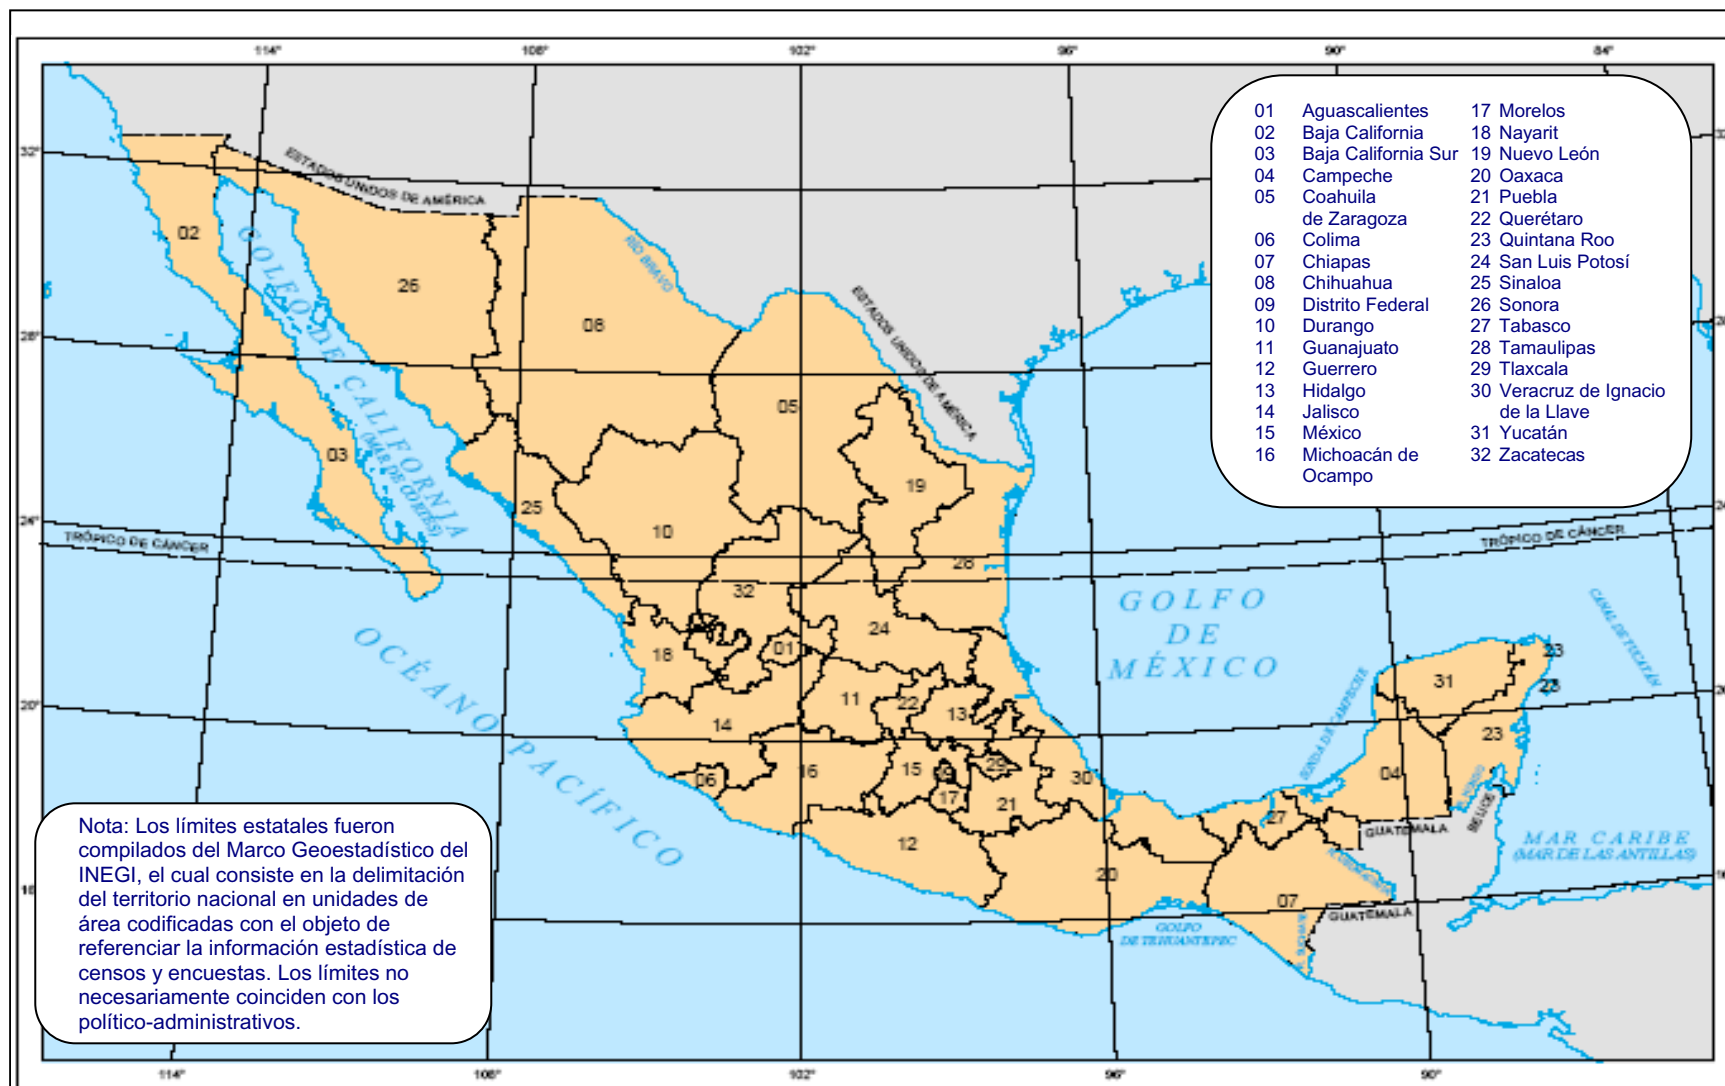 114°
108°
102°
96°
90°
84°
01 Aguascalientes
02 Baja California
03 Baja California Sur
04 Campeche
05 Coahuila
de Zaragoza
06 Colima
07 Chiapas
08 Chihuahua
09 Distrito Federal
10 Durango
11 Guanajuato
12 Guerrero
13 Hidalgo
14 Jalisco
15 México
16 Michoacán de
Ocampo
17 Morelos
18 Nayarit
19 Nuevo León
20 Oaxaca
21 Puebla
22 Querétaro
23 Quintana Roo
24 San Luis Potosí
25 Sinaloa
26 Sonora
27 Tabasco
28 Tamaulipas
29 Tlaxcala
30 Veracruz de Ignacio
de la Llave
31 Yucatán
32 Zacatecas
32°
ESTADOS UNIDOS DE AMÉRICA
02
26
08
RÍO BRAVO
ESTADOS UNIDOS DE AMÉRICA
28°
GOLFO DE CALIFORNIA
(MAR DE CORTÉS)
03
05
19
25
10
24°
24
TRÓPICO DE CÁNCER
TRÓPICO DE CÁNCER
28
32
24
01
18
GOLFO
DE
MÉXICO
CANAL DE YUCATÁN
23
23
31
20°
OCÉANO PACÍFICO
14
11
22
13
SONDA DE CAMPECHE
23
04
06
16
15
09
29
30
17
21
27
12
GUATEMALA
BELICE
MAR CARIBE
(MAR DE LAS ANTILLAS)
20
07
GUATEMALA
GOLFO
DE TEHUANTEPEC
Nota: Los límites estatales fueron
compilados del Marco Geoestadístico del
INEGI, el cual consiste en la delimitación
del territorio nacional en unidades de
área codificadas con el objeto de
referenciar la información estadística de
censos y encuestas. Los límites no
necesariamente coinciden con los
político-administrativos.
114°
108°
102°
96°
90°